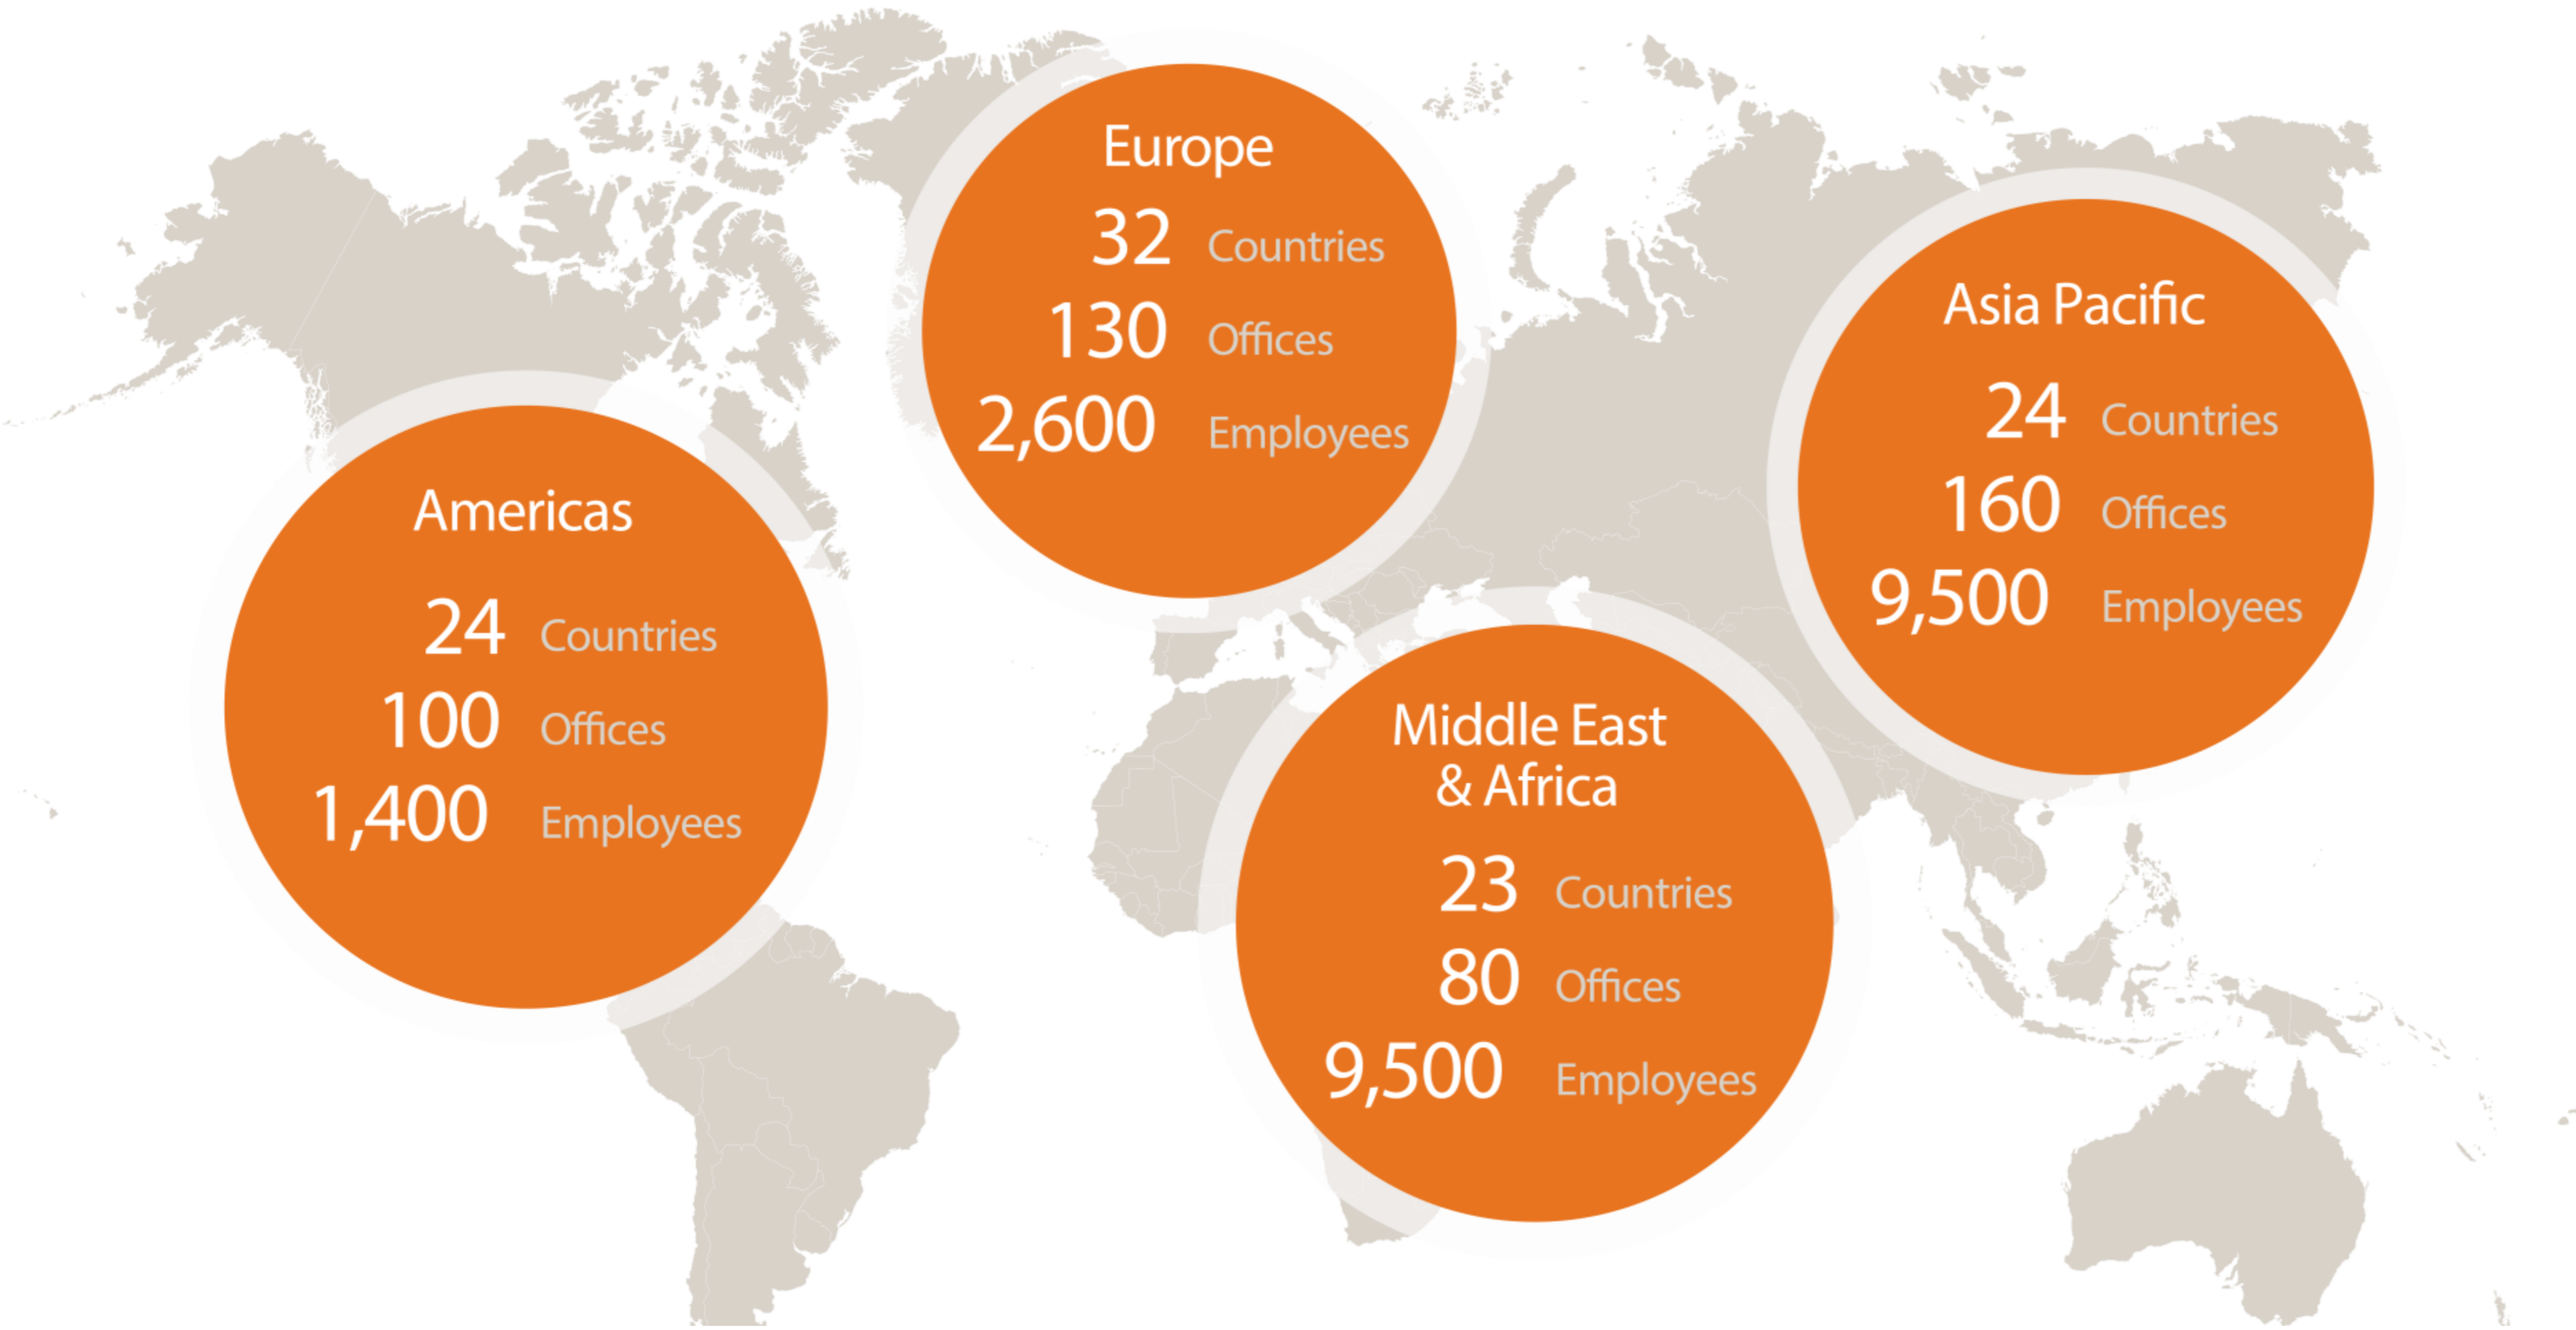 Europe
32 Countries
130 Offices
2,600 Employees
Asia Pacific
24 Countries
160 Offices
9,500 Employees
Americas
24 Countries
100 Offices
1,400 Employees
Middle East
& Africa
23 Countries
80 Offices
9,500 Employees